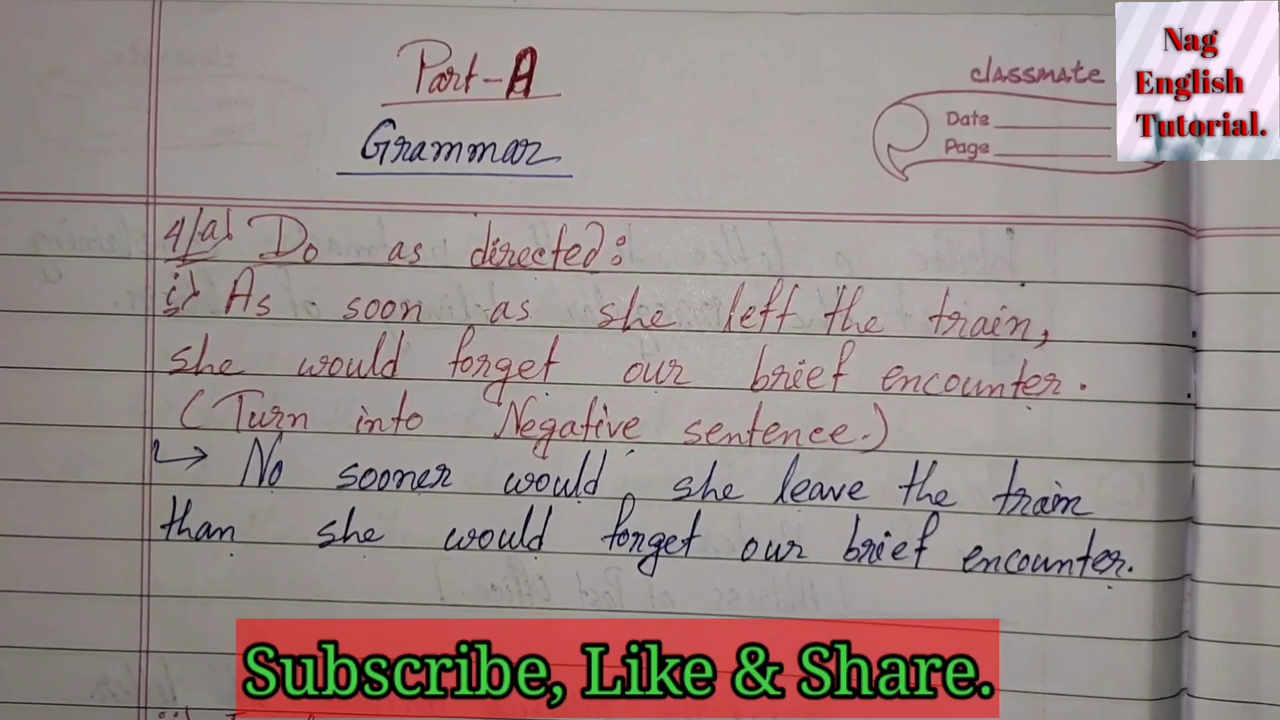 Part-A
Grammar
Nag
English
Tutorial.
classmate
Date
Page
4/a) Do as directed:
i) As soon as she left the train,
she would forget our brief encounter.
(Turn into Negative sentence.)
↳ No sooner would she leave the train
than she would forget our brief encounter.
Subscribe, Like & Share.